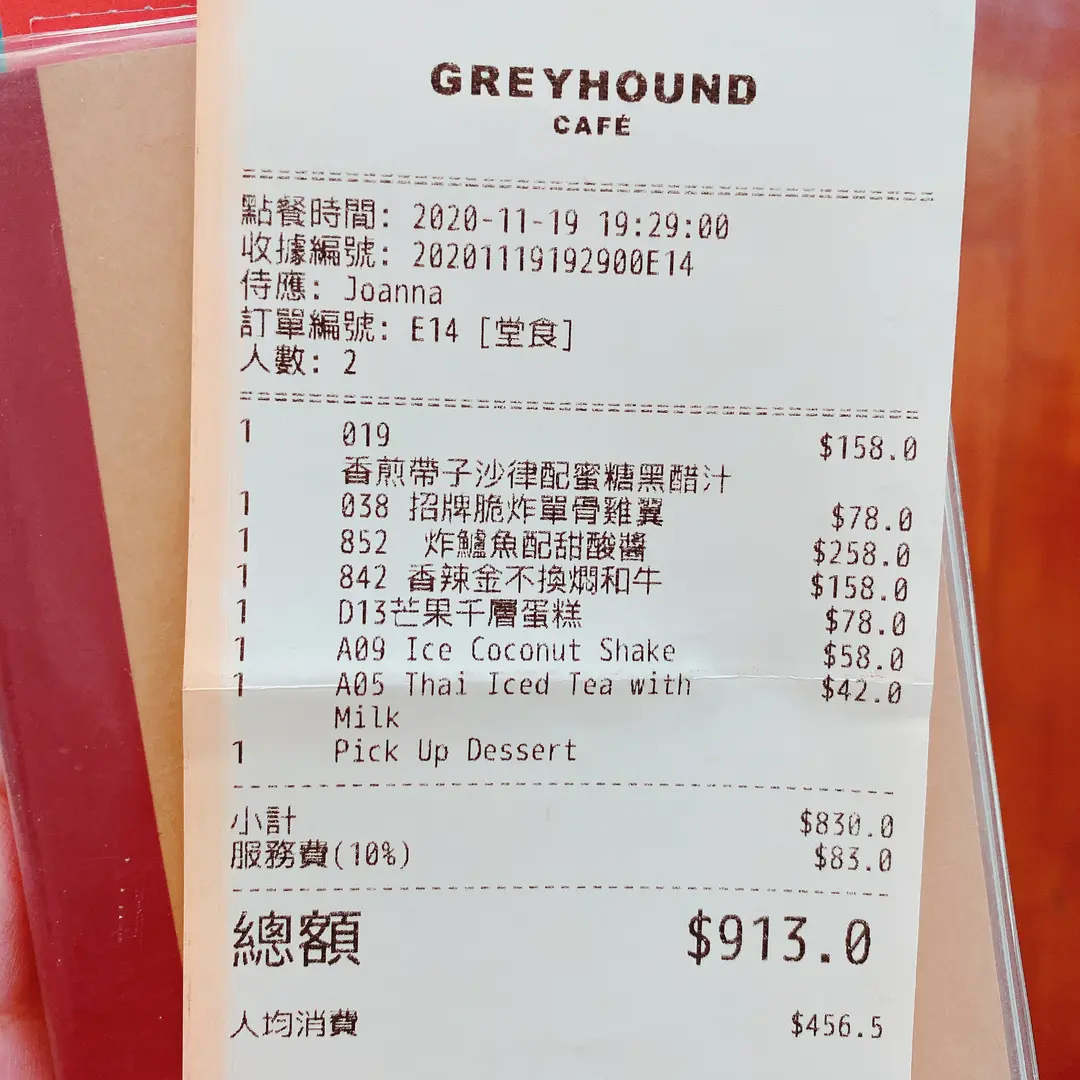 GREYHOUND
CAFÉ
點餐時間: 2020-11-19 19:29:00
收據編號: 20201119192900E14
侍應: Joanna
訂單編號: E14 [堂食]
人數: 2
1 019 $158.0
香煎帶子沙律配蜜糖黑醋汁
1 038 招牌脆炸單骨雞翼 $78.0
1 852 炸鱸魚配甜酸醬 $258.0
1 842 香辣金不換燜和牛 $158.0
1 D13芒果千層蛋糕 $78.0
1 A09 Ice Coconut Shake $58.0
1 A05 Thai Iced Tea with $42.0
Milk
1 Pick Up Dessert
小計 $830.0
服務費(10%) $83.0
總額 $913.0
人均消費 $456.5